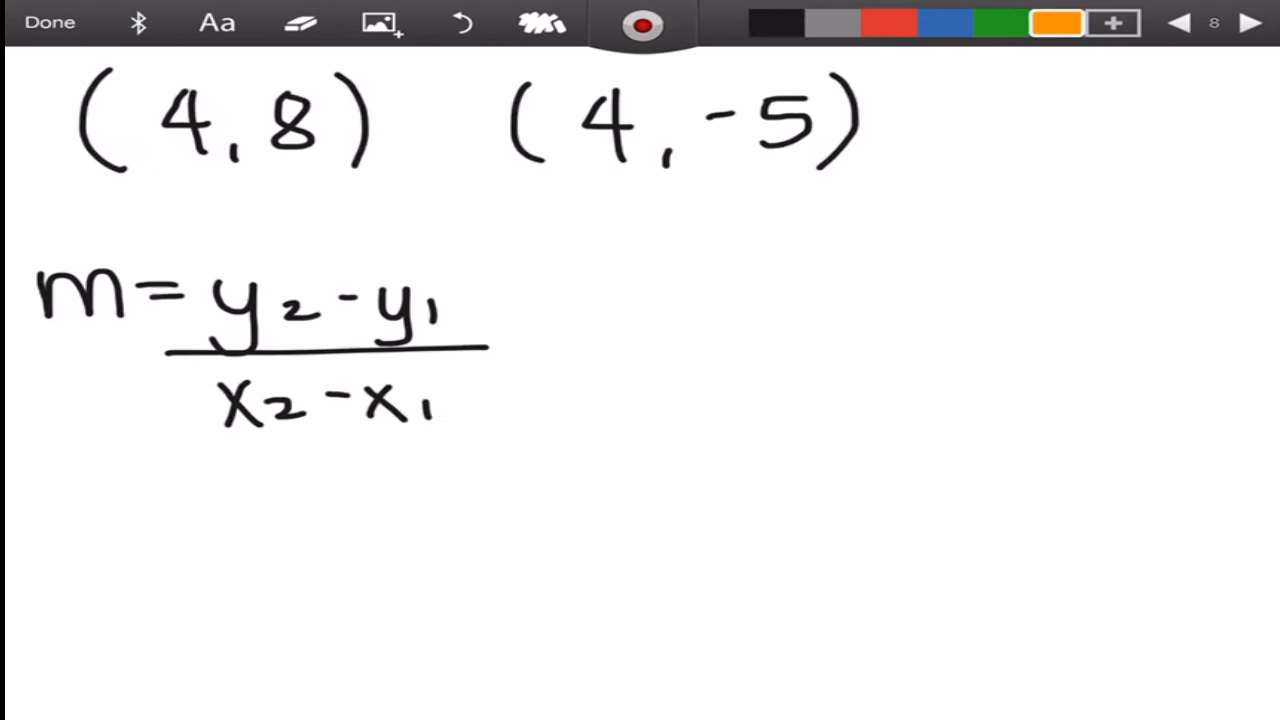 Done Aa + + 8
(4, 8) (4, -5)
m = y₂ - y₁
x₂ - x₁